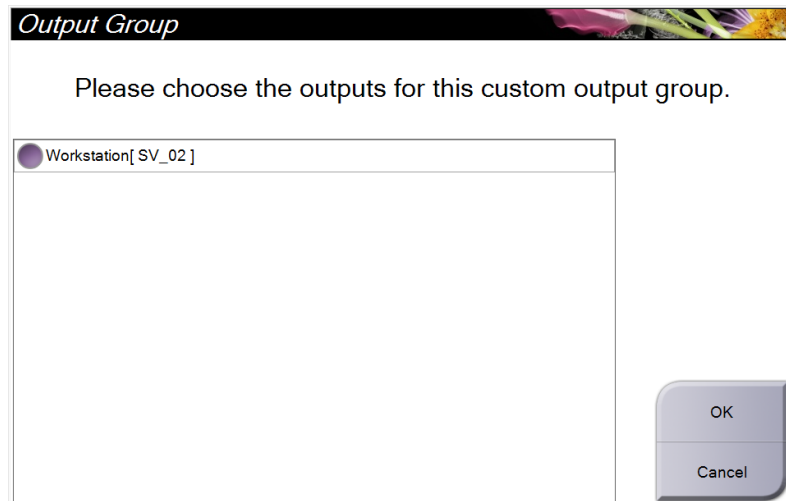 Output Group
Please choose the outputs for this custom output group.
Workstation[ SV_02 ]
OK
Cancel